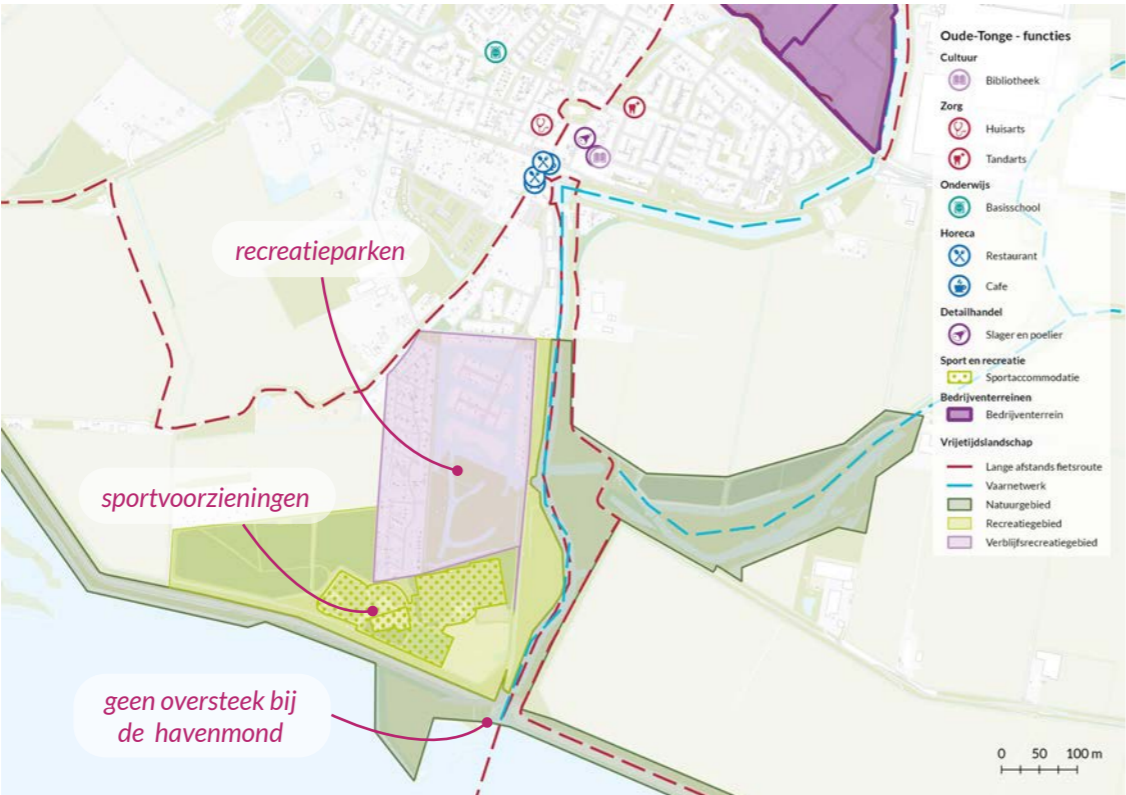 Oude-Tonge - functies
Cultuur
Bibliotheek
Zorg
Huisarts
Tandarts
Onderwijs
Basisschool
Horeca
Restaurant
Cafe
Detailhandel
Slager en poelier
Sport en recreatie
Sportaccommodatie
Bedrijventerreinen
Bedrijventerrein
Vrijetijdslandschap
Lange afstands fietsroute
Vaarnetwerk
Natuurgebied
Recreatiegebied
Verblijfsrecreatiegebied
recreatieparken
sportvoorzieningen
geen oversteek bij
de havenmond
0 50 100 m